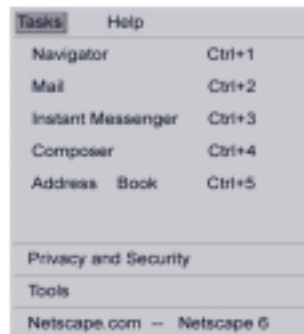 Tasks Help
Navigator Ctrl+1
Mail Ctrl+2
Instant Messenger Ctrl+3
Composer Ctrl+4
Address Book Ctrl+5
Privacy and Security
Tools
Netscape.com -- Netscape 6